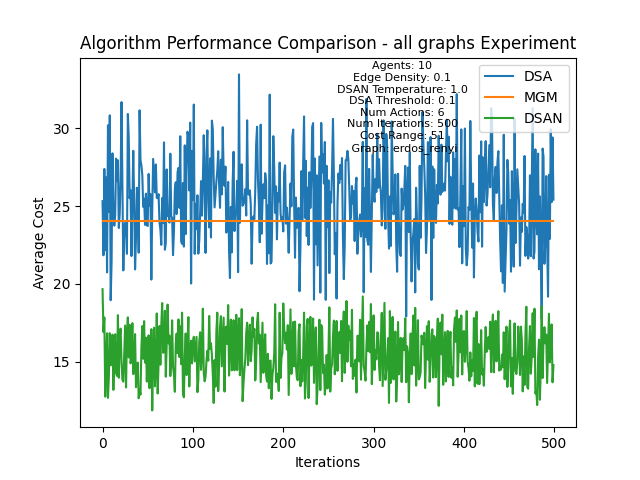 Algorithm Performance Comparison - all graphs Experiment
Agents: 10
Edge Density: 0.1
DSAN Temperature: 1.0
DSA Threshold: 0.1
Num Actions: 6
Num Iterations: 500
Cost Range: 51
Graph: erdos_renyi
DSA
MGM
DSAN
Average Cost
30
25
20
15
0
100
200
300
400
500
Iterations